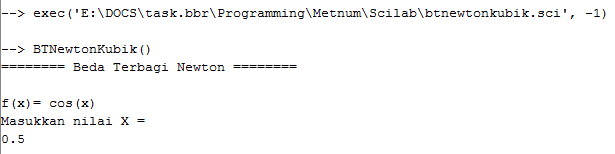 --> exec('E:\DOCS\task.bbr\Programming\Metnum\Scilab\btnewtonkubik.sci', -1)
--> BTNewtonKubik()
======== Beda Terbagi Newton ========
f(x)= cos(x)
Masukkan nilai X =
0.5